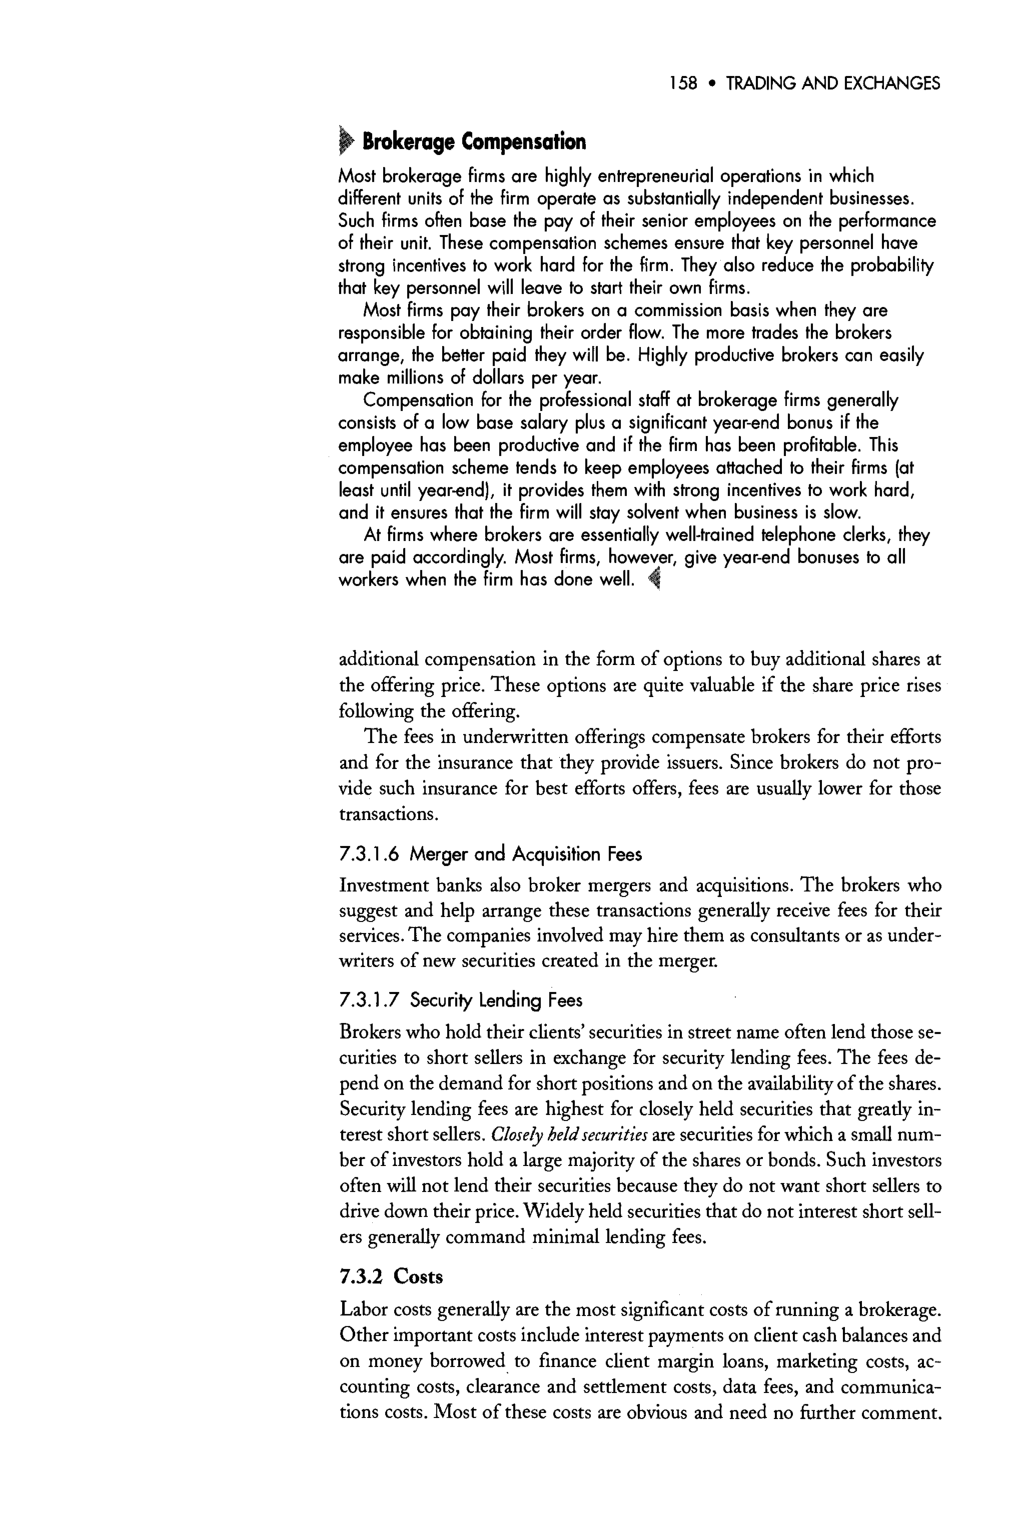 158 • TRADING AND EXCHANGES
Brokerage Compensation
Most brokerage firms are highly entrepreneurial operations in which
different units of the firm operate as substantially independent businesses.
Such firms often base the pay of their senior employees on the performance
of their unit. These compensation schemes ensure that key personnel have
strong incentives to work hard for the firm. They also reduce the probability
that key personnel will leave to start their own firms.
Most firms pay their brokers on a commission basis when they are
responsible for obtaining their order flow. The more trades the brokers
arrange, the better paid they will be. Highly productive brokers can easily
make millions of dollars per year.
Compensation for the professional staff at brokerage firms generally
consists of a low base salary plus a significant year-end bonus if the
employee has been productive and if the firm has been profitable. This
compensation scheme tends to keep employees attached to their firms (at
least until year-end), it provides them with strong incentives to work hard,
and it ensures that the firm will stay solvent when business is slow.
At firms where brokers are essentially well-trained telephone clerks, they
are paid accordingly. Most firms, however, give year-end bonuses to all
workers when the firm has done well.
additional compensation in the form of options to buy additional shares at
the offering price. These options are quite valuable if the share price rises
following the offering.
The fees in underwritten offerings compensate brokers for their efforts
and for the insurance that they provide issuers. Since brokers do not pro-
vide such insurance for best efforts offers, fees are usually lower for those
transactions.
7.3.1.6 Merger and Acquisition Fees
Investment banks also broker mergers and acquisitions. The brokers who
suggest and help arrange these transactions generally receive fees for their
services. The companies involved may hire them as consultants or as under-
writers of new securities created in the merger.
7.3.1.7 Security Lending Fees
Brokers who hold their clients' securities in street name often lend those se-
curities to short sellers in exchange for security lending fees. The fees de-
pend on the demand for short positions and on the availability of the shares.
Security lending fees are highest for closely held securities that greatly in-
terest short sellers. Closely held securities are securities for which a small num-
ber of investors hold a large majority of the shares or bonds. Such investors
often will not lend their securities because they do not want short sellers to
drive down their price. Widely held securities that do not interest short sell-
ers generally command minimal lending fees.
7.3.2 Costs
Labor costs generally are the most significant costs of running a brokerage.
Other important costs include interest payments on client cash balances and
on money borrowed to finance client margin loans, marketing costs, ac-
counting costs, clearance and settlement costs, data fees, and communica-
tions costs. Most of these costs are obvious and need no further comment.